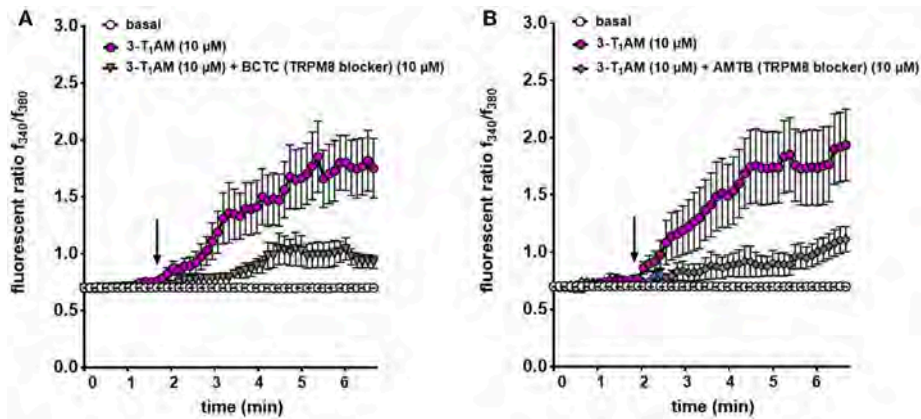 A
basal
3-T₁AM (10 µM)
3-T₁AM (10 µM) + BCTC (TRPM8 blocker) (10 µM)
fluorescent ratio f₃₄₀/f₃₈₀
3.0
2.5
2.0
1.5
1.0
0.5
0.0
0 1 2 3 4 5 6
time (min)
B
basal
3-T₁AM (10 µM)
3-T₁AM (10 µM) + AMTB (TRPM8 blocker) (10 µM)
fluorescent ratio f₃₄₀/f₃₈₀
3.0
2.5
2.0
1.5
1.0
0.5
0.0
0 1 2 3 4 5 6
time (min)